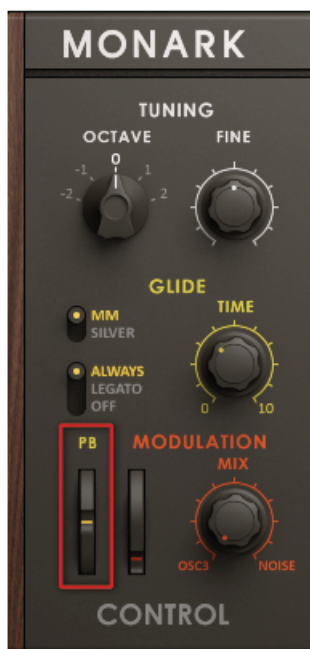 MONARK
TUNING
OCTAVE FINE
0
-1 1
-2 2
GLIDE
TIME
MM
SILVER
ALWAYS
LEGATO
OFF
0 10
PB MODULATION
MIX
OSC3 NOISE
CONTROL